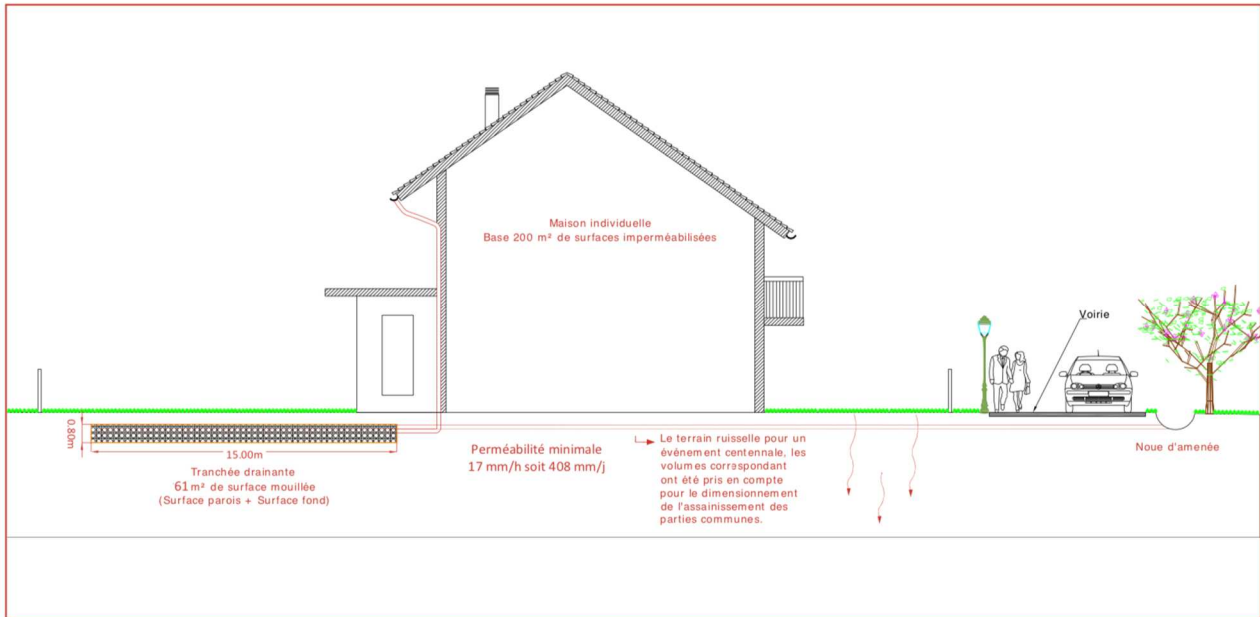 Maison individuelle
Base 200 m² de surfaces imperméabilisées
Voirie
0.80m
15.00m
Tranchée drainante
61 m² de surface mouillée
(Surface parois + Surface fond)
Perméabilité minimale
17 mm/h soit 408 mm/j
Le terrain ruisselle pour un
évènement centennale, les
volumes correspondant
ont été pris en compte
pour le dimensionnement
de l'assainissement des
parties communes.
Noue d'amenée